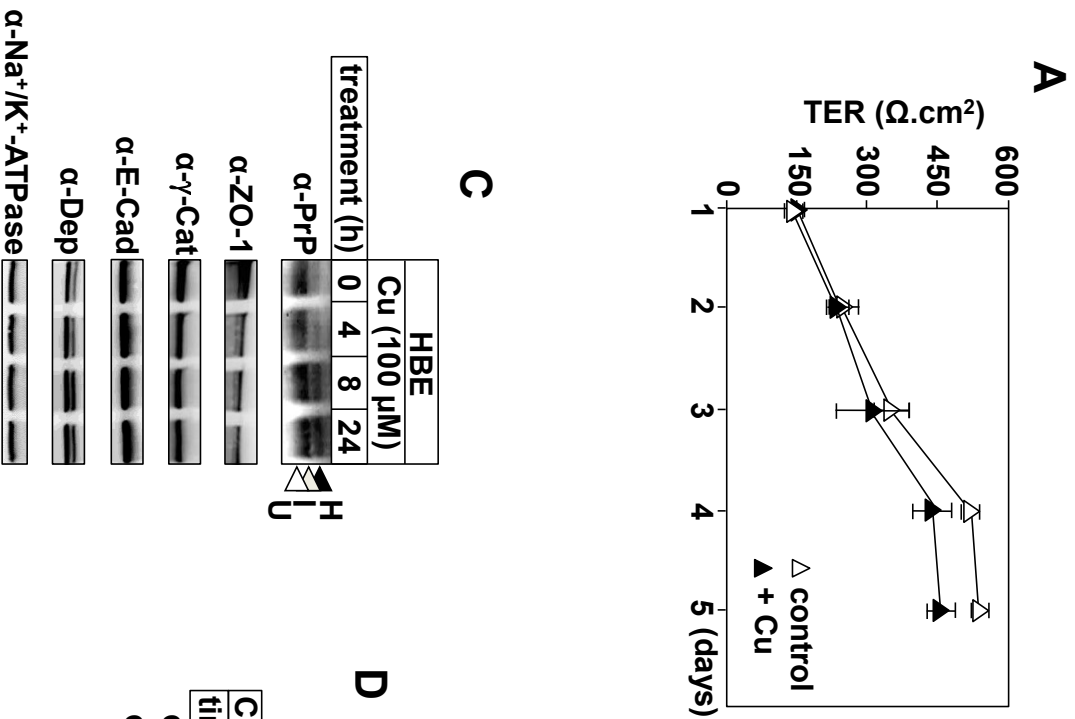 A
TER (Ω.cm²)
600
450
300
150
0
1 2 3 4 5 (days)
control
+ Cu
C
HBE
Cu (100 µM)
treatment (h) 0 4 8 24
α-PrP
H
I
U
α-ZO-1
α-γ-Cat
α-E-Cad
α-Dep
α-Na⁺/K⁺-ATPase
D
C
tir